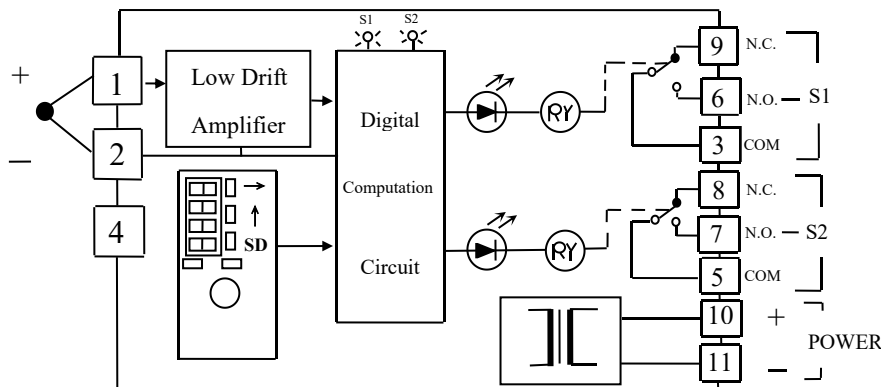 S1 S2
+
1
Low Drift
Amplifier
2
−
4
SD
Digital
Computation
Circuit
RY
RY
9 N.C.
6 N.O. S1
3 COM
8 N.C.
7 N.O. S2
5 COM
10 +
POWER
11 −